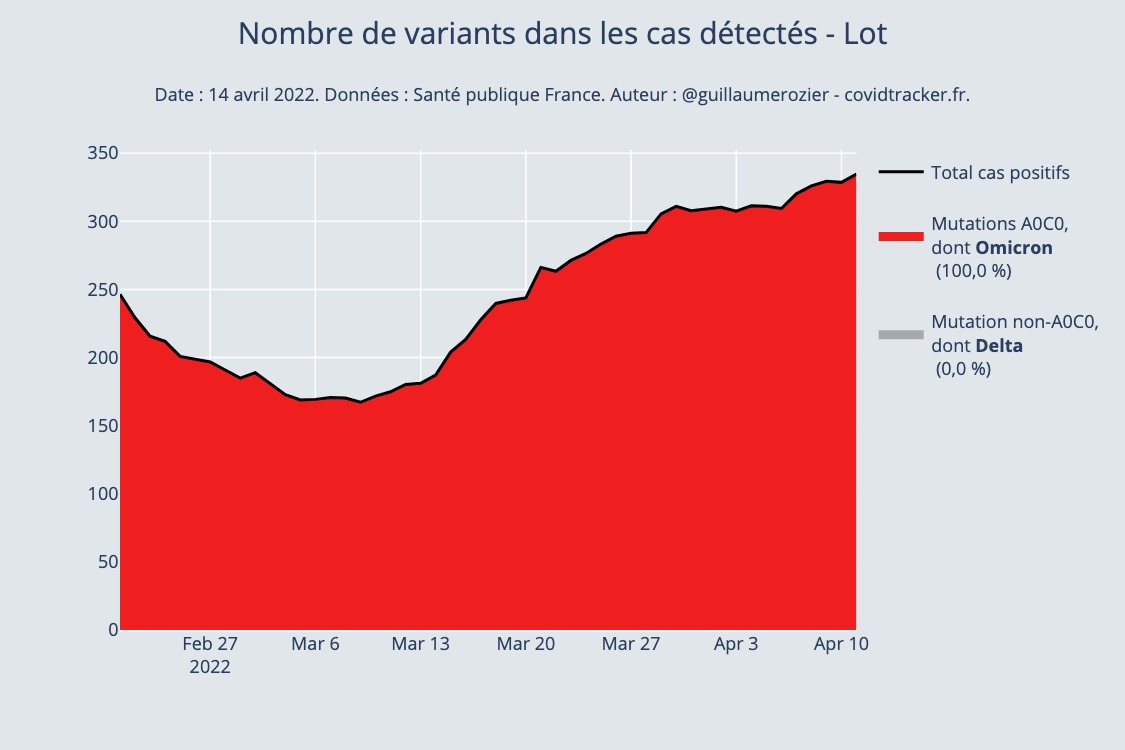 Nombre de variants dans les cas détectés - Lot
Date : 14 avril 2022. Données : Santé publique France. Auteur : @guillaumerozier - covidtracker.fr.
350
300
250
200
150
100
50
0
Feb 27
2022
Mar 6
Mar 13
Mar 20
Mar 27
Apr 3
Apr 10
Total cas positifs
Mutations A0C0,
dont Omicron
(100,0 %)
Mutation non-A0C0,
dont Delta
(0,0 %)